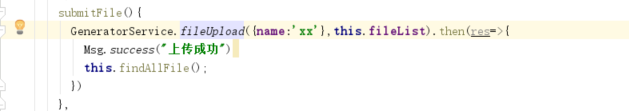 submitFile(){
GeneratorService.fileUpload({name:'xx'},this.fileList).then(res=>{
Msg.success("上传成功")
this.findAllFile();
})
},